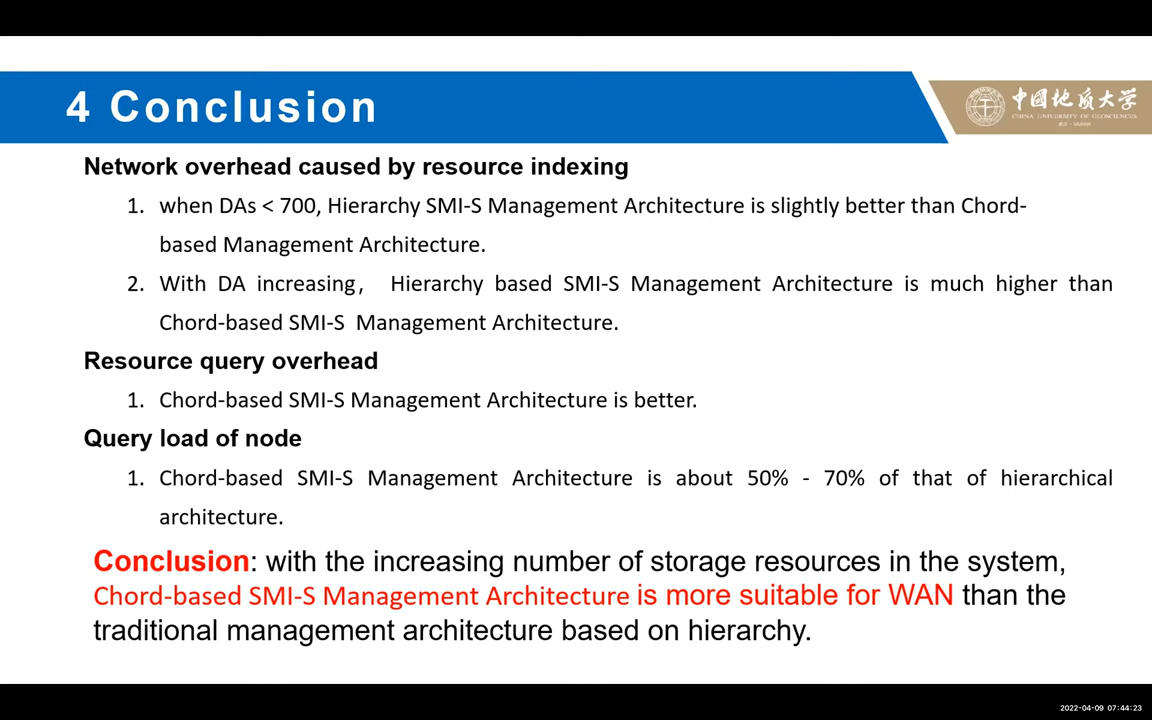 4 Conclusion
中国地质大学
CHINA UNIVERSITY OF GEOSCIENCES
Network overhead caused by resource indexing
1. when DAs < 700, Hierarchy SMI-S Management Architecture is slightly better than Chord-
based Management Architecture.
2. With DA increasing， Hierarchy based SMI-S Management Architecture is much higher than
Chord-based SMI-S Management Architecture.
Resource query overhead
1. Chord-based SMI-S Management Architecture is better.
Query load of node
1. Chord-based SMI-S Management Architecture is about 50% - 70% of that of hierarchical
architecture.
Conclusion: with the increasing number of storage resources in the system,
Chord-based SMI-S Management Architecture is more suitable for WAN than the
traditional management architecture based on hierarchy.
2022-04-09 07:44:23